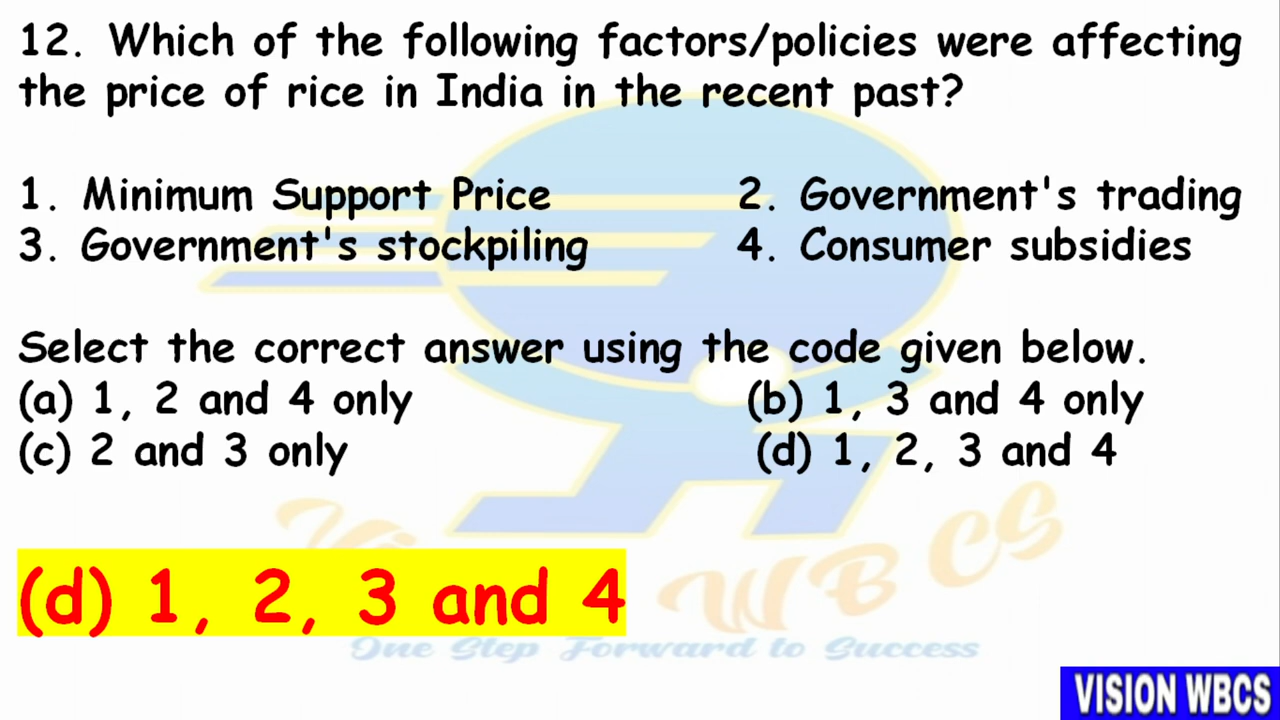 12. Which of the following factors/policies were affecting
the price of rice in India in the recent past?
1. Minimum Support Price 2. Government's trading
3. Government's stockpiling 4. Consumer subsidies
Select the correct answer using the code given below.
(a) 1, 2 and 4 only (b) 1, 3 and 4 only
(c) 2 and 3 only (d) 1, 2, 3 and 4
(d) 1, 2, 3 and 4
WBCS
One Step Forward to Success
VISION WBCS